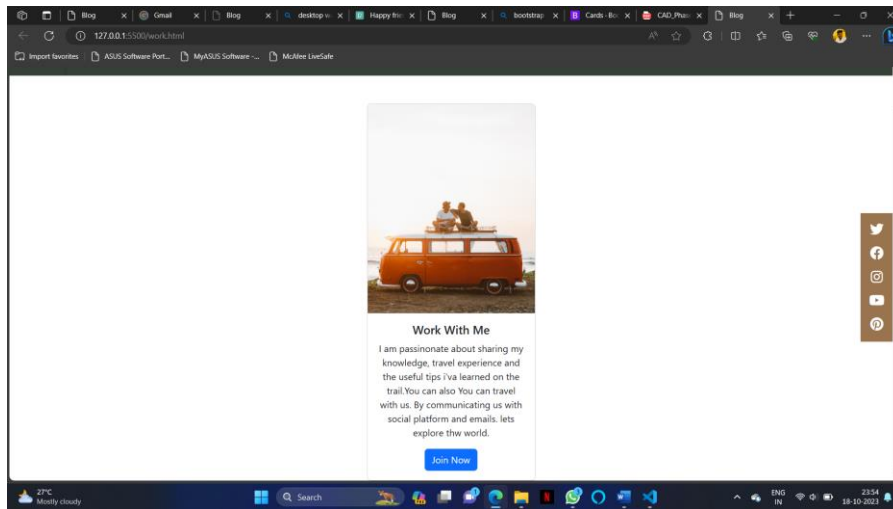 Blog
Gmail
Blog
desktop w
Happy frie
Blog
bootstrap
Cards · Bo
CAD_Phas
Blog
127.0.0.1:5500/work.html
Import favorites
ASUS Software Port...
MyASUS Software -...
McAfee LiveSafe
Work With Me
I am passinonate about sharing my
knowledge, travel experience and
the useful tips i'va learned on the
trail.You can also You can travel
with us. By communicating us with
social platform and emails. lets
explore thw world.
Join Now
27°C
Mostly cloudy
Search
ENG
IN
23:54
18-10-2023